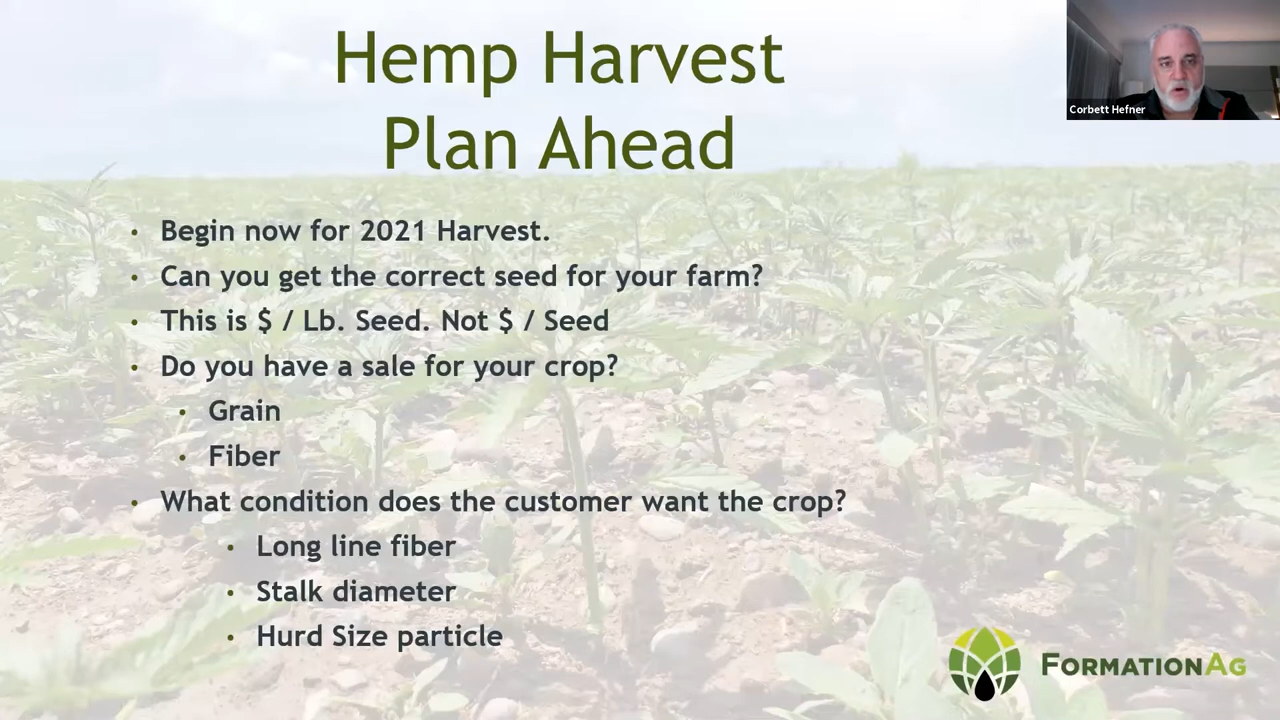 Hemp Harvest
Plan Ahead
Corbett Hefner
• Begin now for 2021 Harvest.
• Can you get the correct seed for your farm?
• This is $ / Lb. Seed. Not $ / Seed
• Do you have a sale for your crop?
• Grain
• Fiber
• What condition does the customer want the crop?
• Long line fiber
• Stalk diameter
• Hurd Size particle
FORMATIONAG